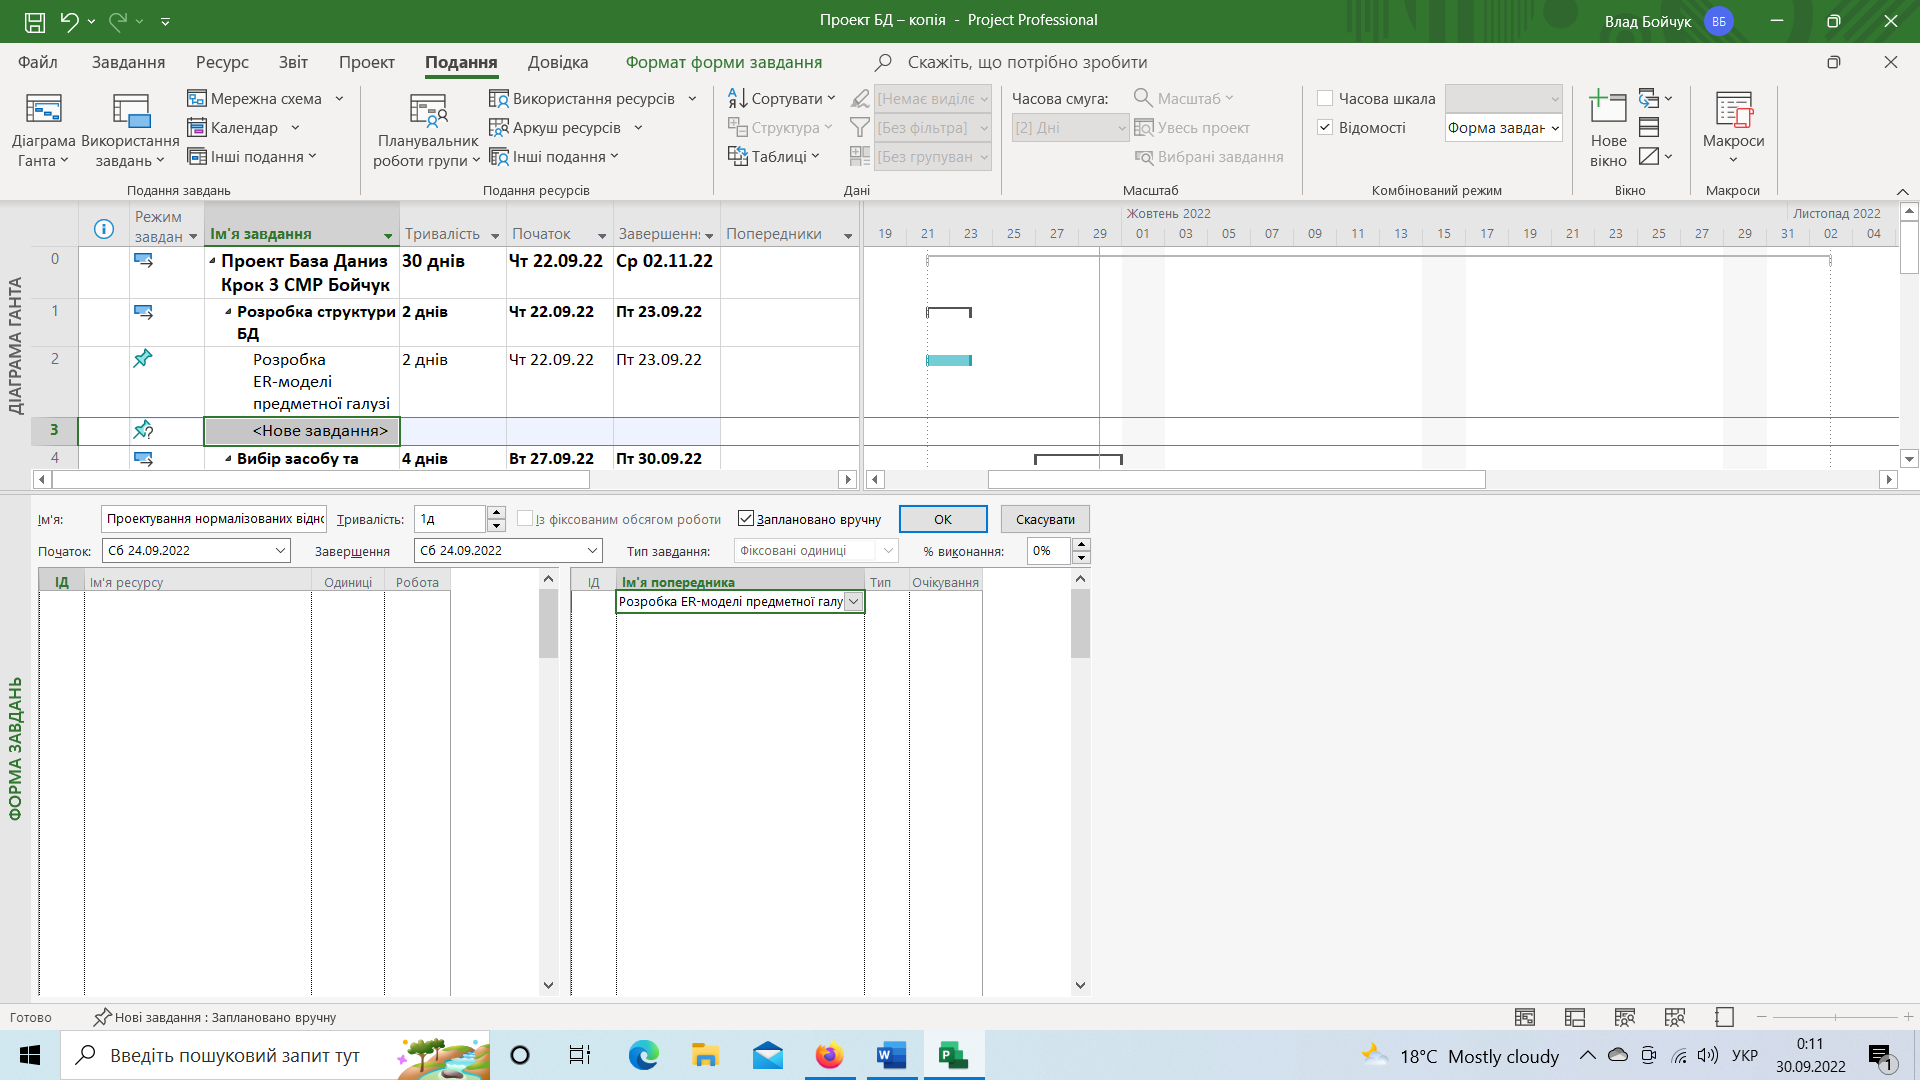 Проект БД – копія - Project Professional
Влад Бойчук
ВБ
Файл
Завдання
Ресурс
Звіт
Проект
Подання
Довідка
Формат форми завдання
Скажіть, що потрібно зробити
Діаграма Ганта
Використання завдань
Мережна схема
Календар
Інші подання
Подання завдань
Планувальник роботи групи
Використання ресурсів
Аркуш ресурсів
Інші подання
Подання ресурсів
Сортувати
Структура
Таблиці
[Немає виділе
[Без фільтра]
[Без групуван
Дані
Часова смуга:
[2] Дні
Масштаб
Увесь проект
Вибрані завдання
Масштаб
Часова шкала
Відомості
Форма завдан
Комбінований режим
Нове вікно
Вікно
Макроси
Макроси
ДІАГРАМА ГАНТА
Режим завдан
Ім'я завдання
Тривалість
Початок
Завершенн:
Попередники
Жовтень 2022
Листопад 2022
19 21 23 25 27 29 01 03 05 07 09 11 13 15 17 19 21 23 25 27 29 31 02 04
0 Проект База Даниз 30 днів Чт 22.09.22 Ср 02.11.22
Крок 3 СМР Бойчук
1 Розробка структури 2 днів Чт 22.09.22 Пт 23.09.22
БД
2 Розробка 2 днів Чт 22.09.22 Пт 23.09.22
ER-моделі
предметної галузі
3 <Нове завдання>
4 Вибір засобу та 4 днів Вт 27.09.22 Пт 30.09.22
ФОРМА ЗАВДАНЬ
Ім'я: Проектування нормалізованих відно Тривалість: 1д Із фіксованим обсягом роботи Заплановано вручну ОК Скасувати
Початок: Сб 24.09.2022 Завершення Сб 24.09.2022 Тип завдання: Фіксовані одиниці % виконання: 0%
ІД Ім'я ресурсу Одиниці Робота
ІД Ім'я попередника Тип Очікування
Розробка ER-моделі предметної галу
Готово
Нові завдання : Заплановано вручну
Введіть пошуковий запит тут
18°C Mostly cloudy
УКР
0:11
30.09.2022
1